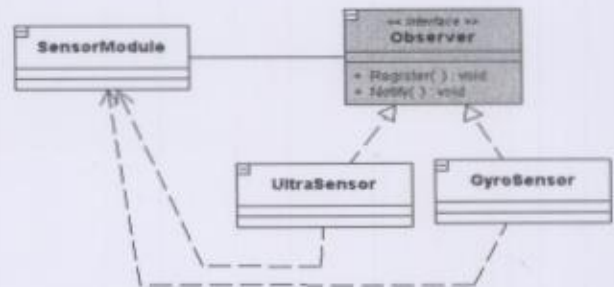 SensorModule
<< interface >>
Observer
+ Register( ) : void
+ Notify( ) : void
UltraSensor
GyroSensor